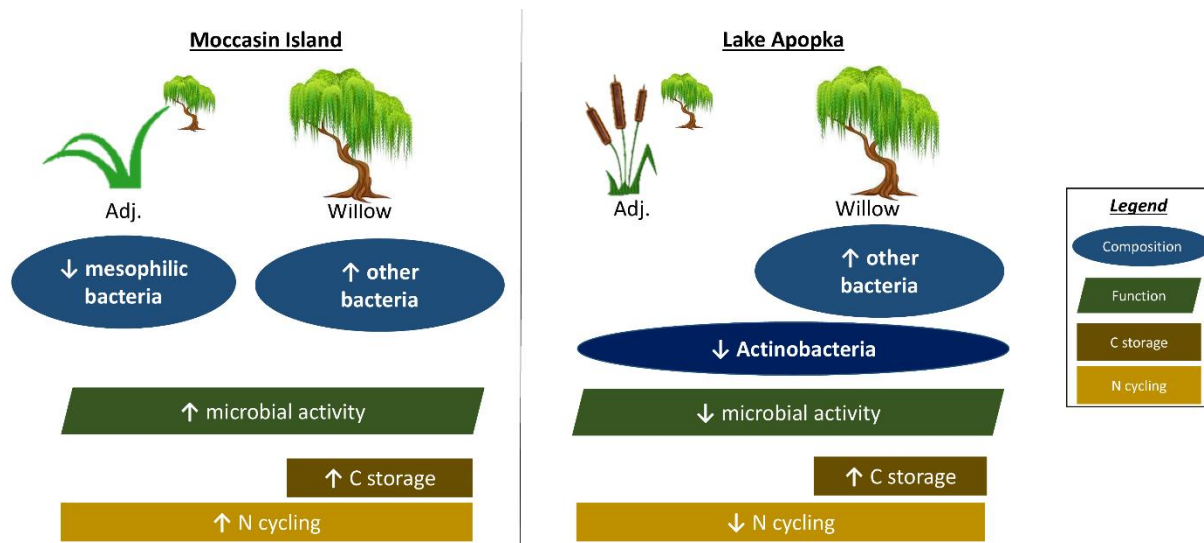 Moccasin Island
Adj.
Willow
↓ mesophilic
bacteria
↑ other
bacteria
↑ microbial activity
↑ C storage
↑ N cycling
Lake Apopka
Adj.
Willow
↑ other
bacteria
↓ Actinobacteria
↓ microbial activity
↑ C storage
↓ N cycling
Legend
Composition
Function
C storage
N cycling